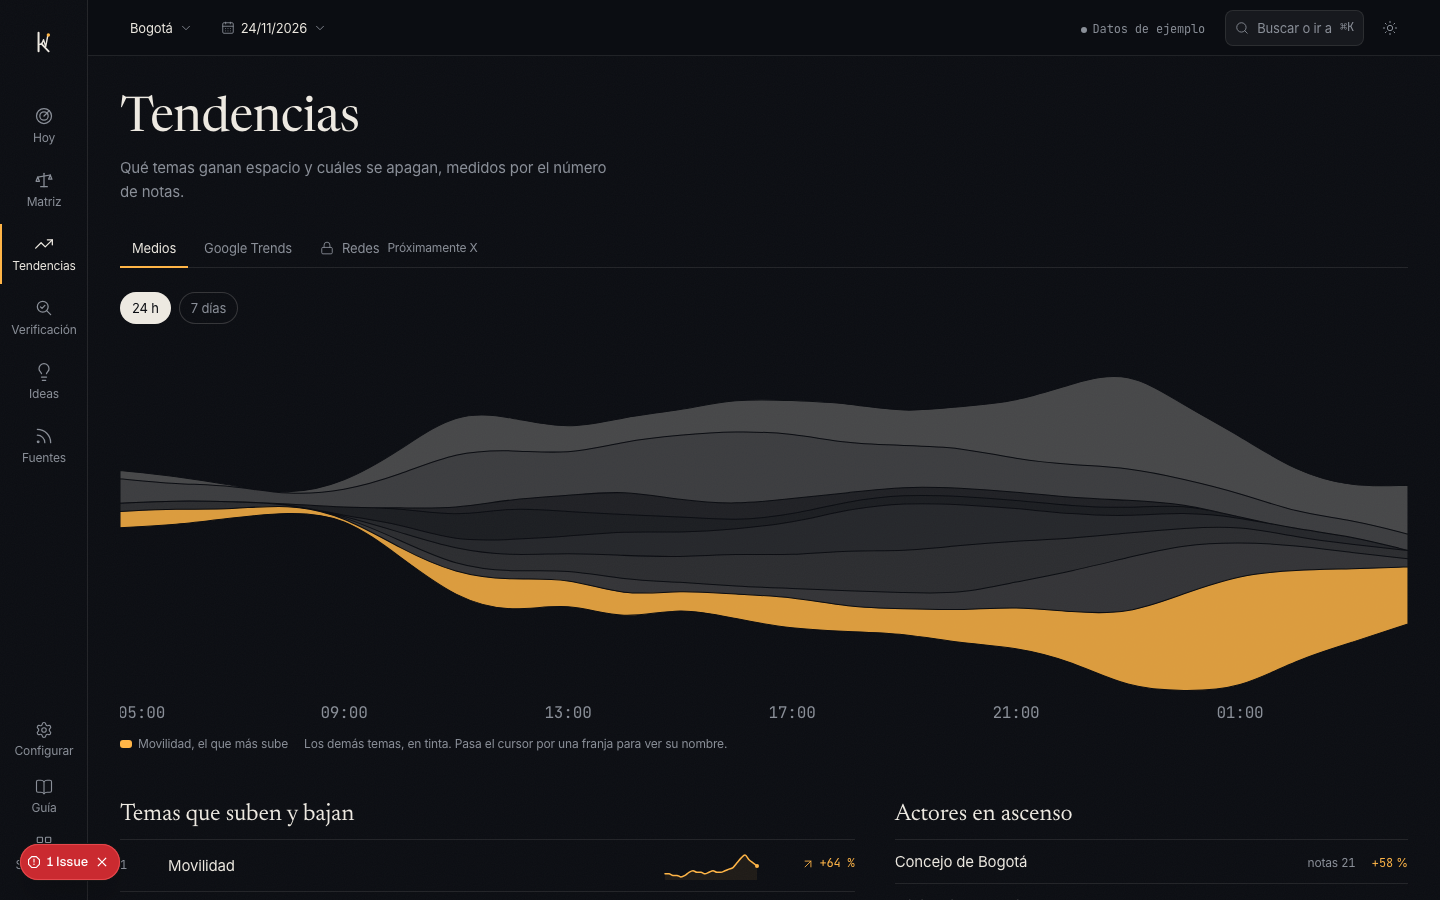 Bogotá
24/11/2026
Datos de ejemplo
Buscar o ir a ⌘K
Hoy
Matriz
Tendencias
Verificación
Ideas
Fuentes
Configurar
Guía
1 Issue
Tendencias
Qué temas ganan espacio y cuáles se apagan, medidos por el número
de notas.
Medios
Google Trends
Redes Próximamente X
24 h
7 días
05:00 09:00 13:00 17:00 21:00 01:00
Movilidad, el que más sube Los demás temas, en tinta. Pasa el cursor por una franja para ver su nombre.
Temas que suben y bajan
1 Movilidad +64 %
Actores en ascenso
Concejo de Bogotá notas 21 +58 %